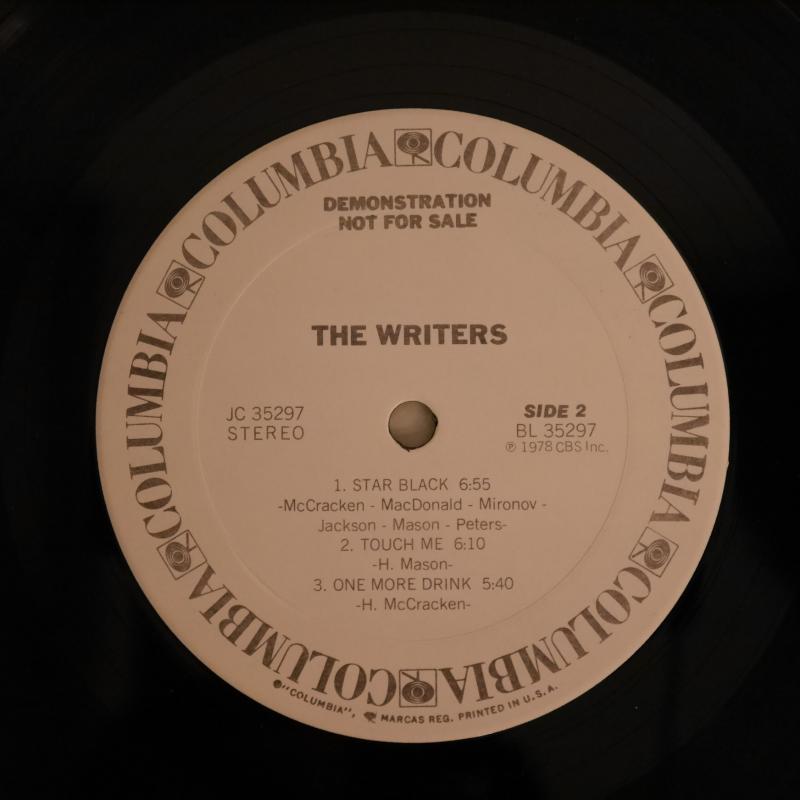 COLUMBIA COLUMBIA COLUMBIA COLUMBIA COLUMBIA COLUMBIA COLUMBIA COLUMBIA
DEMONSTRATION
NOT FOR SALE
THE WRITERS
JC 35297
STEREO
SIDE 2
BL 35297
℗ 1978 CBS Inc.
1. STAR BLACK 6:55
-McCracken - MacDonald - Mironov -
Jackson - Mason - Peters-
2. TOUCH ME 6:10
-H. Mason-
3. ONE MORE DRINK 5:40
-H. McCracken-
"COLUMBIA", MARCAS REG. PRINTED IN U.S.A.